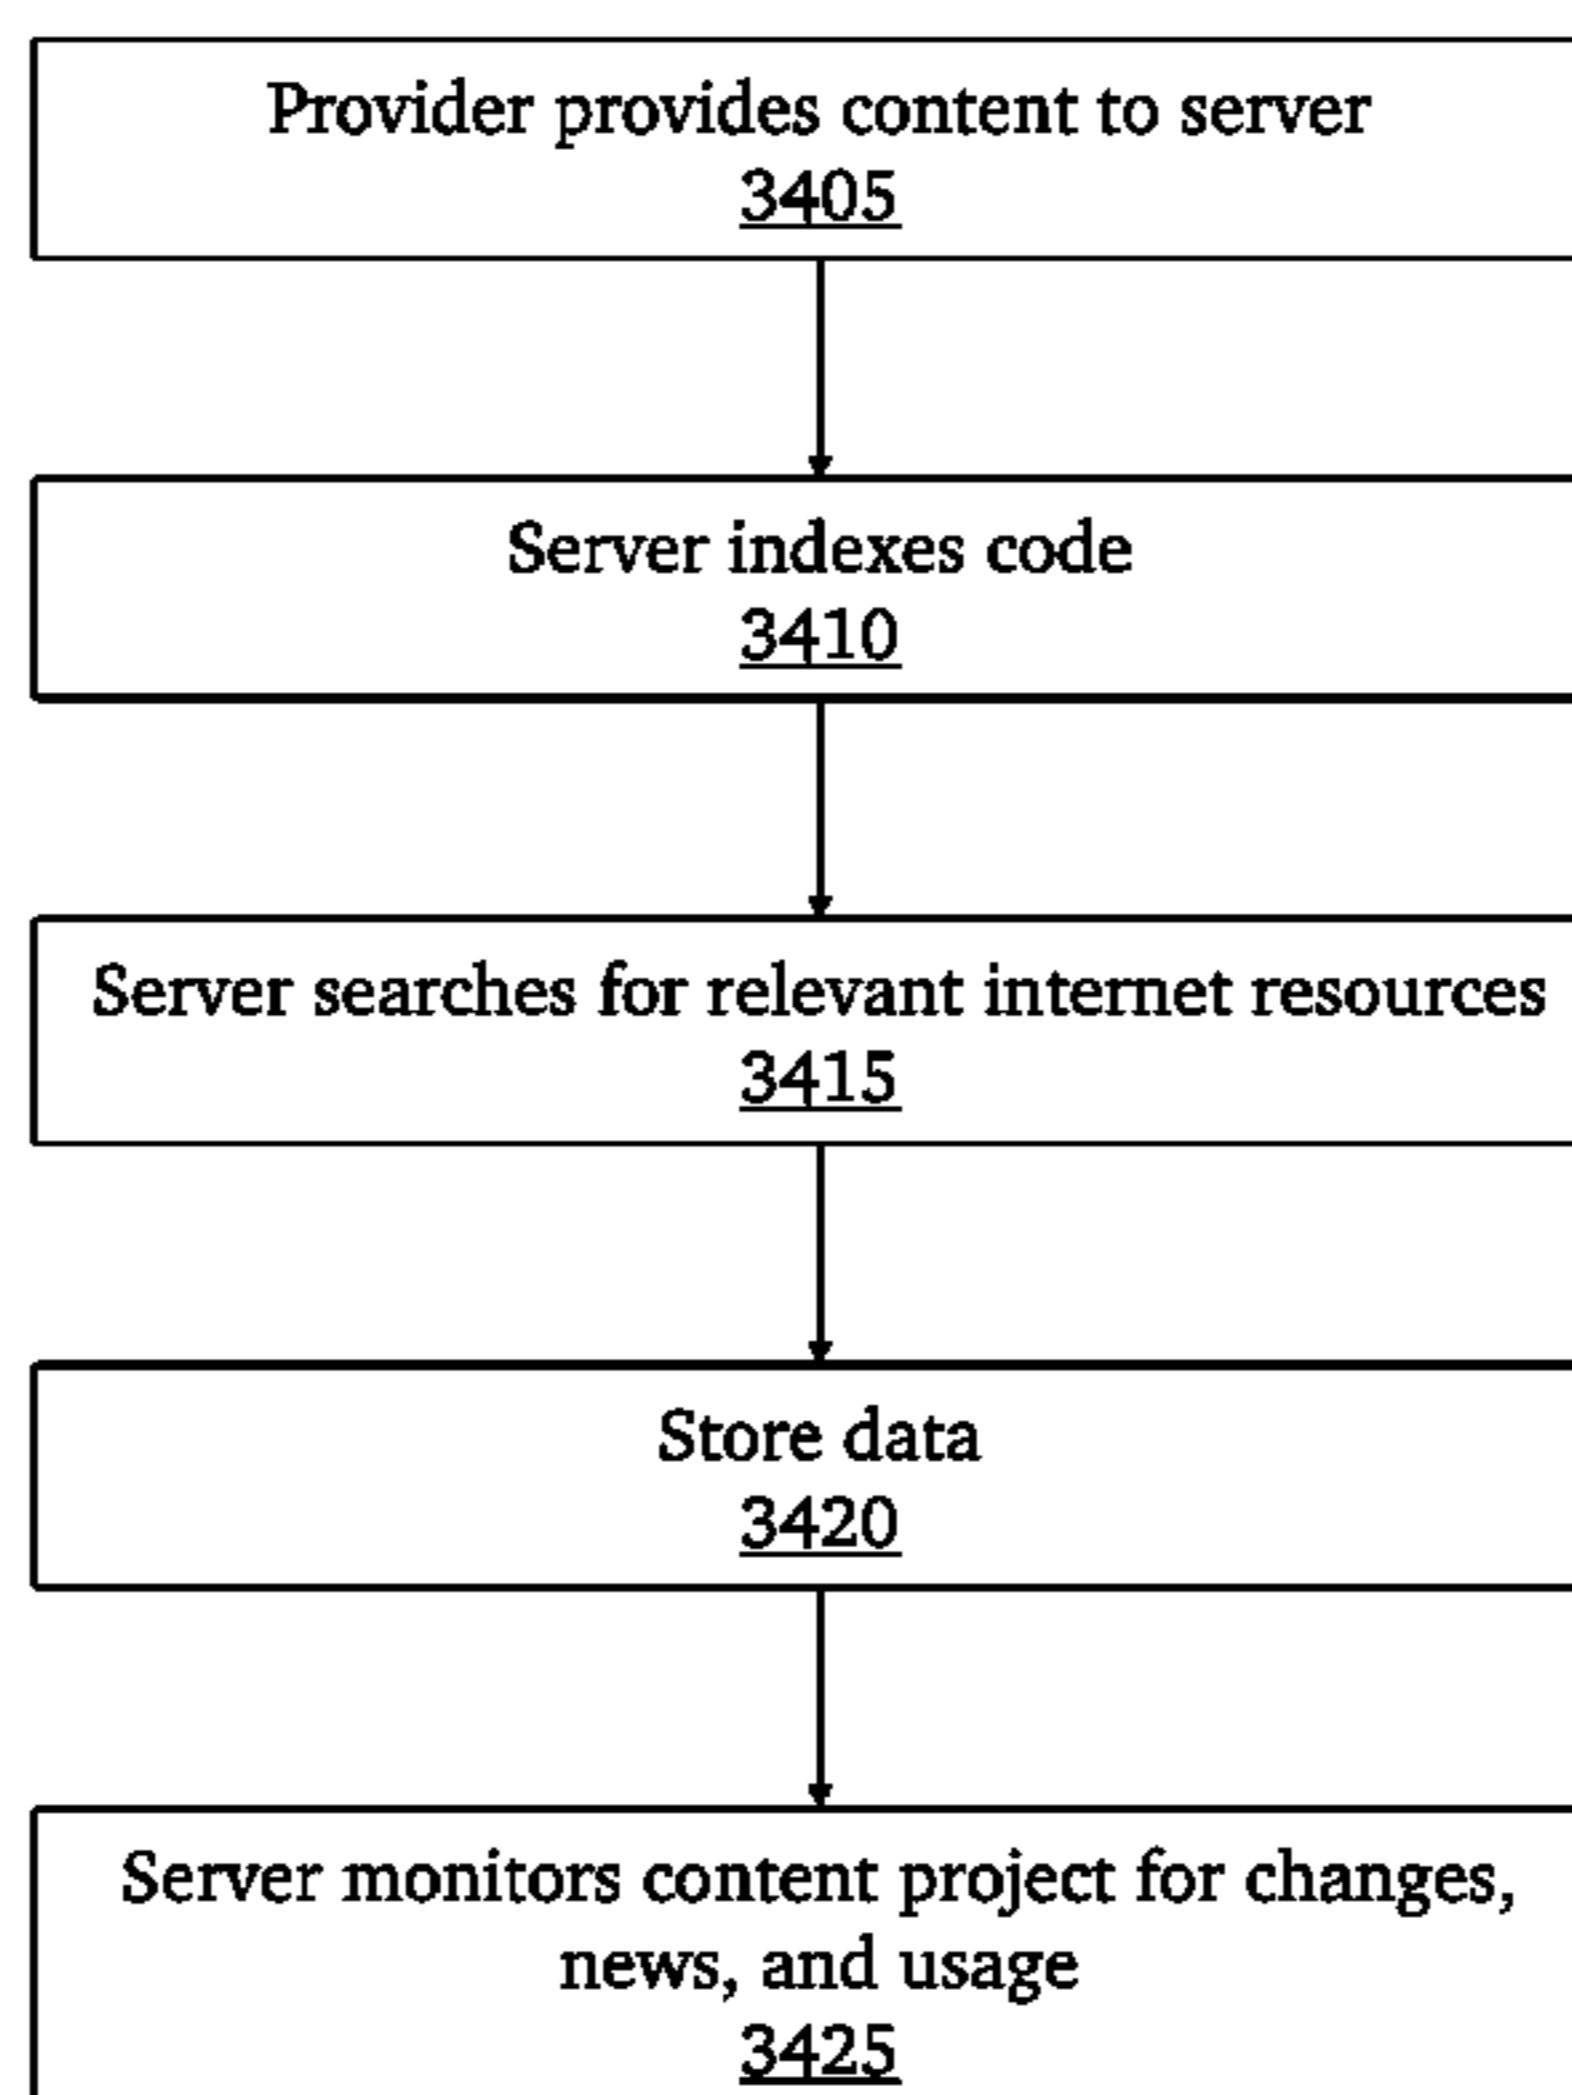 Provider provides content to server
3405
Server indexes code
3410
Server searches for relevant internet resources
3415
Store data
3420
Server monitors content project for changes,
news, and usage
3425